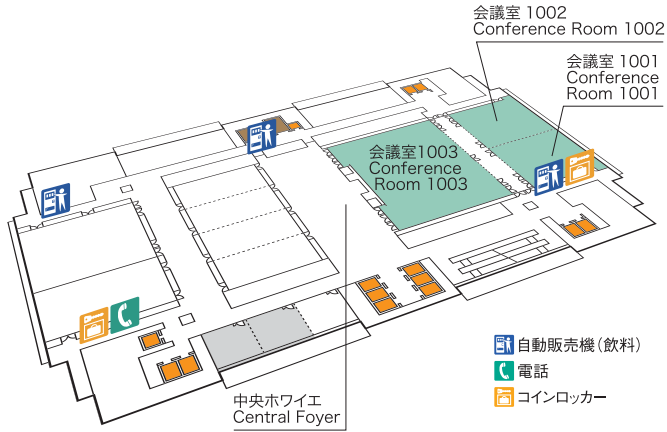 会議室 1002
Conference Room 1002
会議室 1001
Conference
Room 1001
会議室1003
Conference
Room 1003
自動販売機（飲料）
電話
コインロッカー
中央ホワイエ
Central Foyer